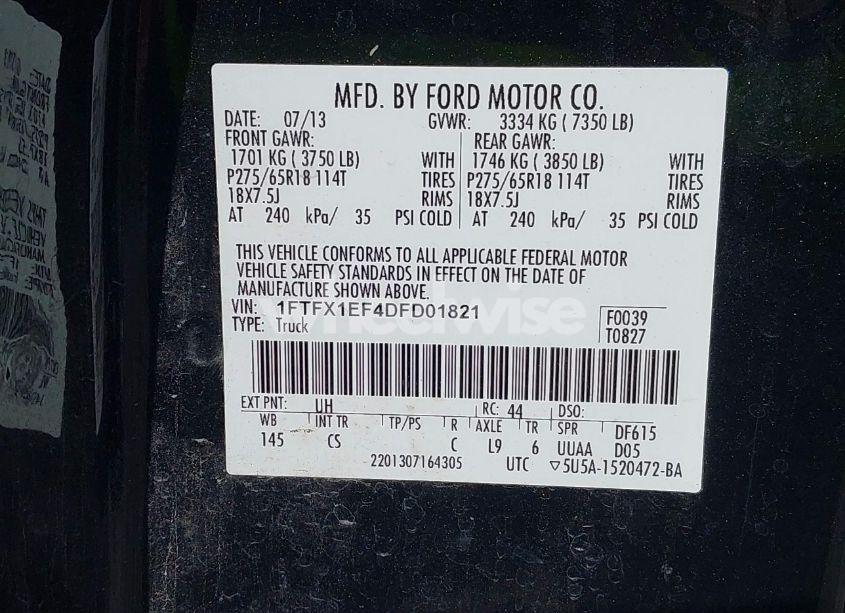 MFD. BY FORD MOTOR CO.
DATE: 07/13 GVWR: 3334 KG ( 7350 LB)
FRONT GAWR: REAR GAWR:
1701 KG ( 3750 LB) WITH 1746 KG ( 3850 LB) WITH
P275/65R18 114T TIRES P275/65R18 114T TIRES
18X7.5J RIMS 18X7.5J RIMS
AT 240 kPa/ 35 PSI COLD AT 240 kPa/ 35 PSI COLD
THIS VEHICLE CONFORMS TO ALL APPLICABLE FEDERAL MOTOR
VEHICLE SAFETY STANDARDS IN EFFECT ON THE DATE OF
MANUFACTURE SHOWN ABOVE.
VIN: 1FTFX1EF4DFD01821 F0039
TYPE: Truck T0827
wheelwise
EXT PNT: UH RC: 44 DSO:
WB INT TR TP/PS R AXLE TR SPR DF615
145 CS C L9 6 UUAA D05
2201307164305 UTC ▽5U5A-1520472-BA